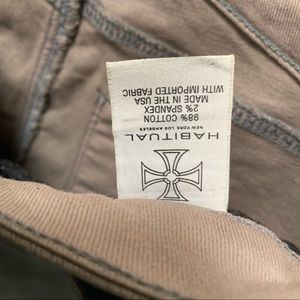 HABITUAL
NEW YORK LOS ANGELES
98% COTTON
2% SPANDEX
MADE IN THE USA
WITH IMPORTED FABRIC